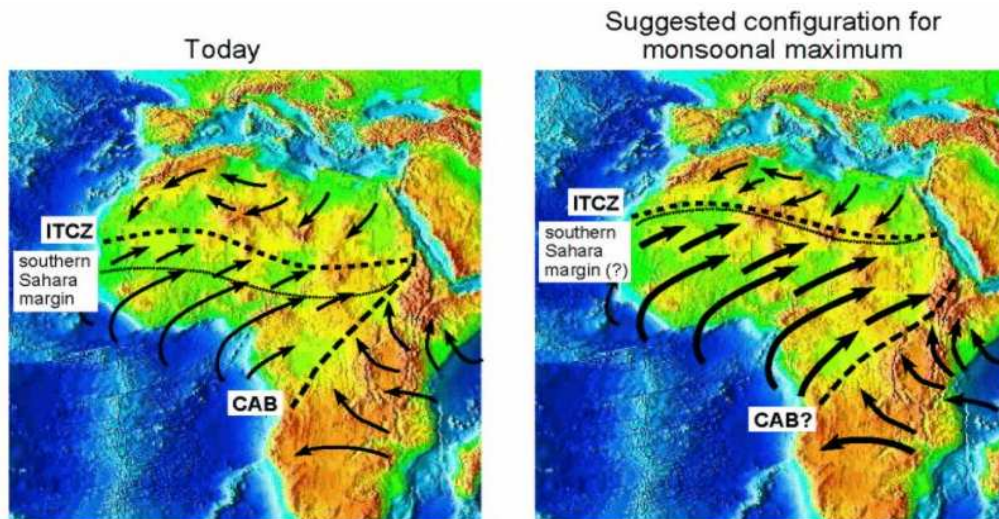 Today
ITCZ
southern
Sahara
margin
CAB
Suggested configuration for
monsoonal maximum
ITCZ
southern
Sahara
margin (?)
CAB?